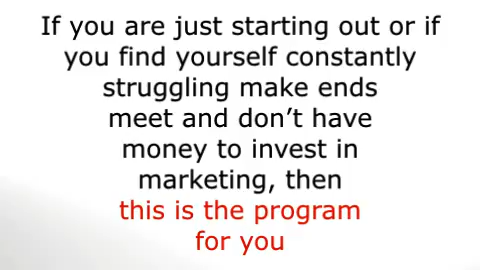 If you are just starting out or if
you find yourself constantly
struggling make ends
meet and don’t have
money to invest in
marketing, then
this is the program
for you